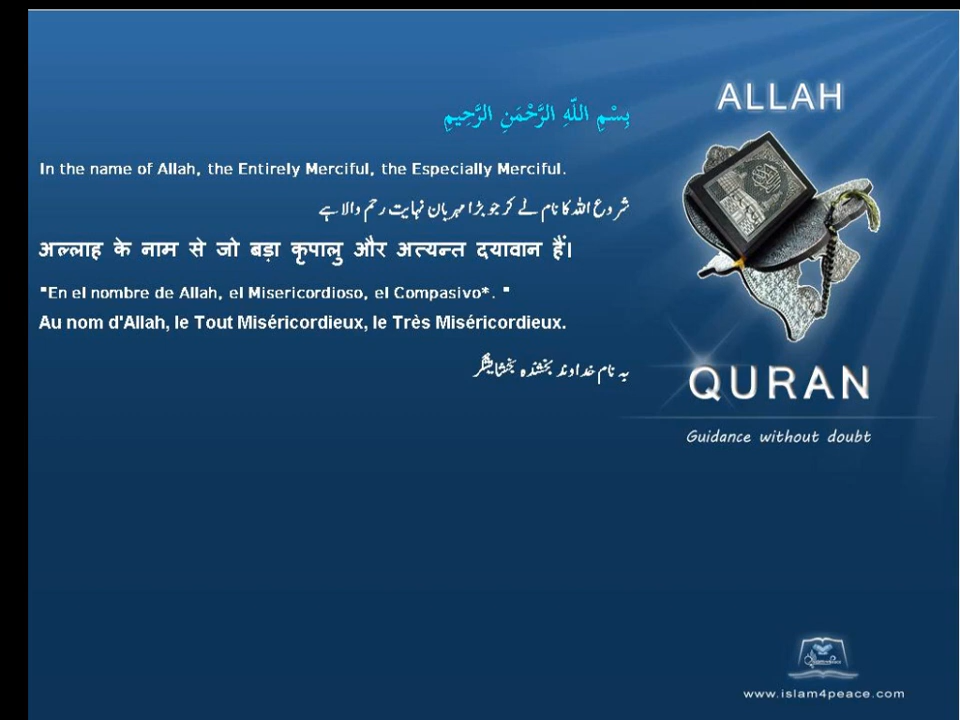 بِسْمِ اللّهِ الرَّحْمَنِ الرَّحِيمِ
In the name of Allah, the Entirely Merciful, the Especially Merciful.
شروع الله کا نام لے کر جو بڑا مہربان نہایت رحم والا ہے
अल्लाह के नाम से जो बड़ा कृपालु और अत्यन्त दयावान हैं।
"En el nombre de Allah, el Misericordioso, el Compasivo*. "
Au nom d'Allah, le Tout Miséricordieux, le Très Miséricordieux.
به نام خداوند بخشنده بخشایشگر
ALLAH
QURAN
Guidance without doubt
www.islam4peace.com